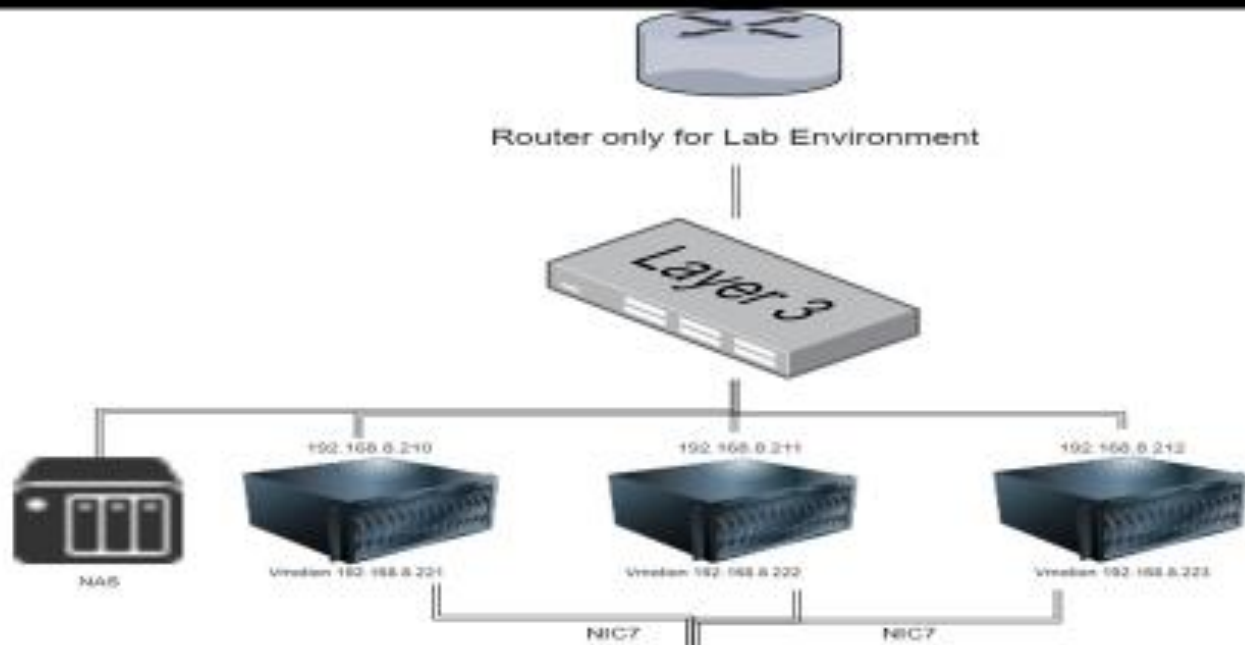 Router only for Lab Environment
Layer 3
192.168.8.210
192.168.8.211
192.168.8.212
NAS
Vmotion 192.168.8.221
Vmotion 192.168.8.222
Vmotion 192.168.8.223
NIC7
NIC7